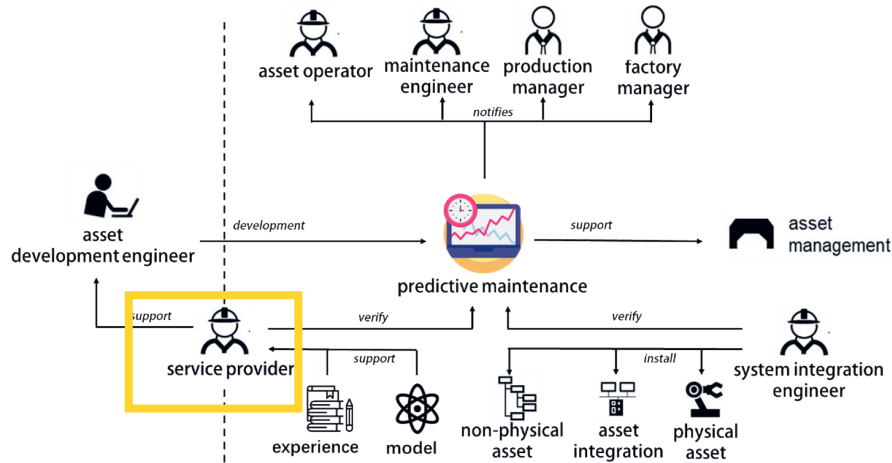 asset operator
maintenance
engineer
production
manager
factory
manager
notifies
asset
development engineer
development
predictive maintenance
support
asset
management
support
service provider
verify
support
experience
model
verify
install
non-physical
asset
asset
integration
physical
asset
system integration
engineer